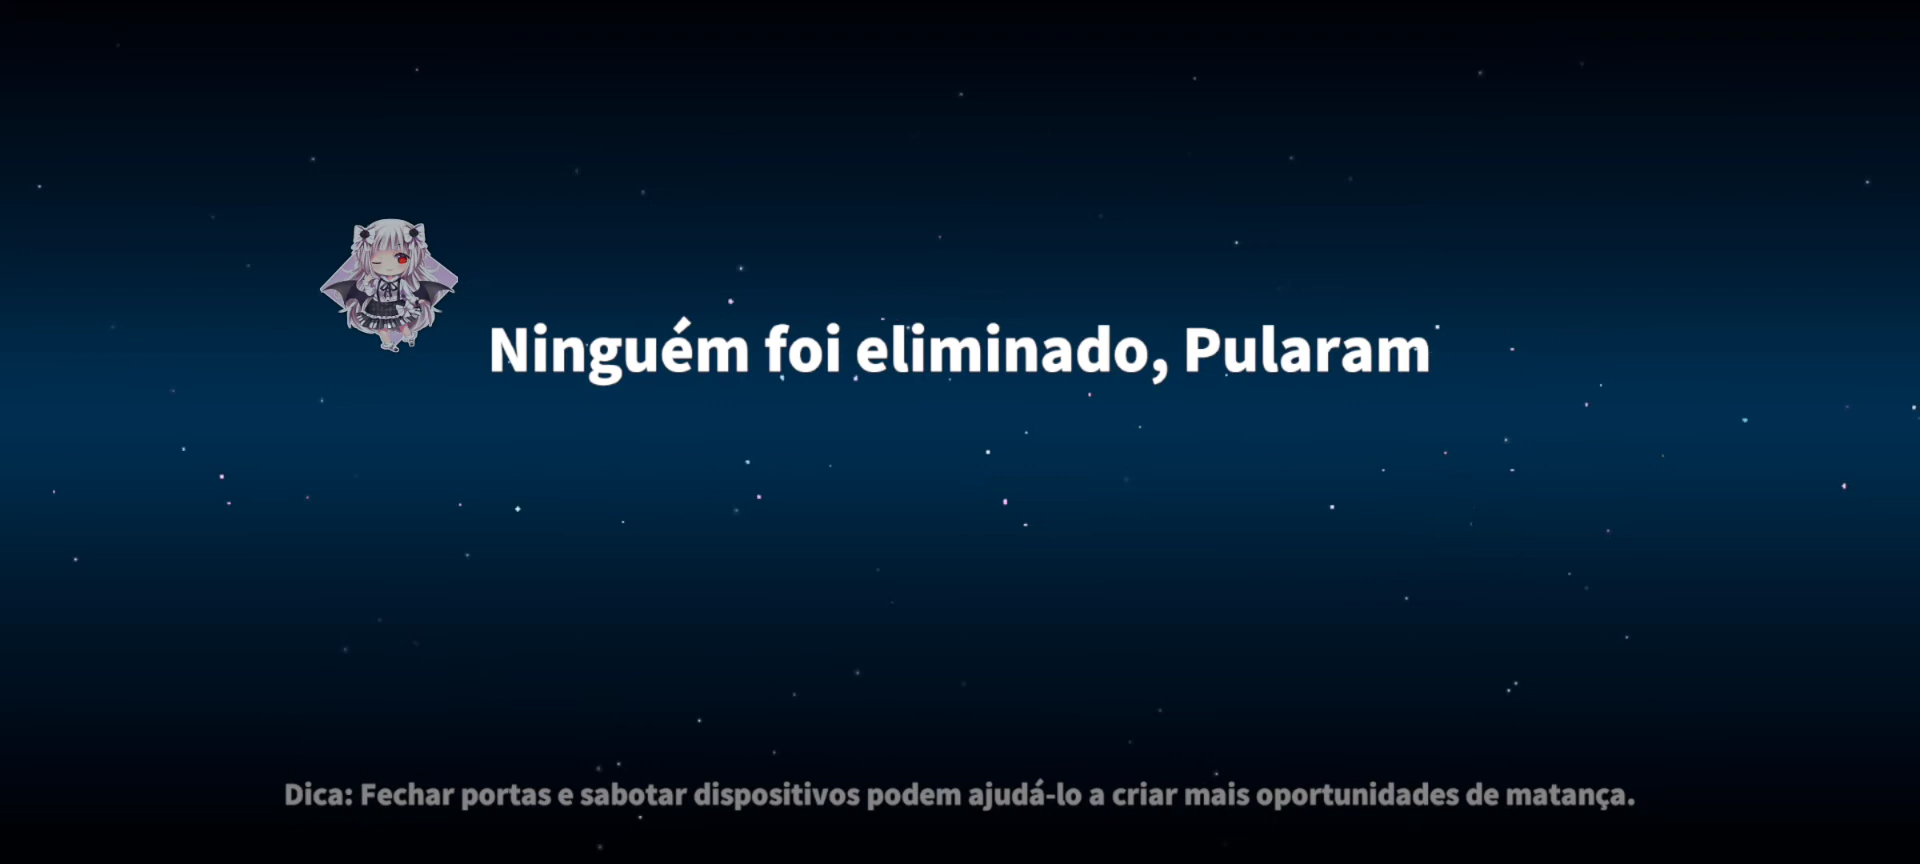 Ninguém foi eliminado, Pularam
Dica: Fechar portas e sabotar dispositivos podem ajudá-lo a criar mais oportunidades de matança.